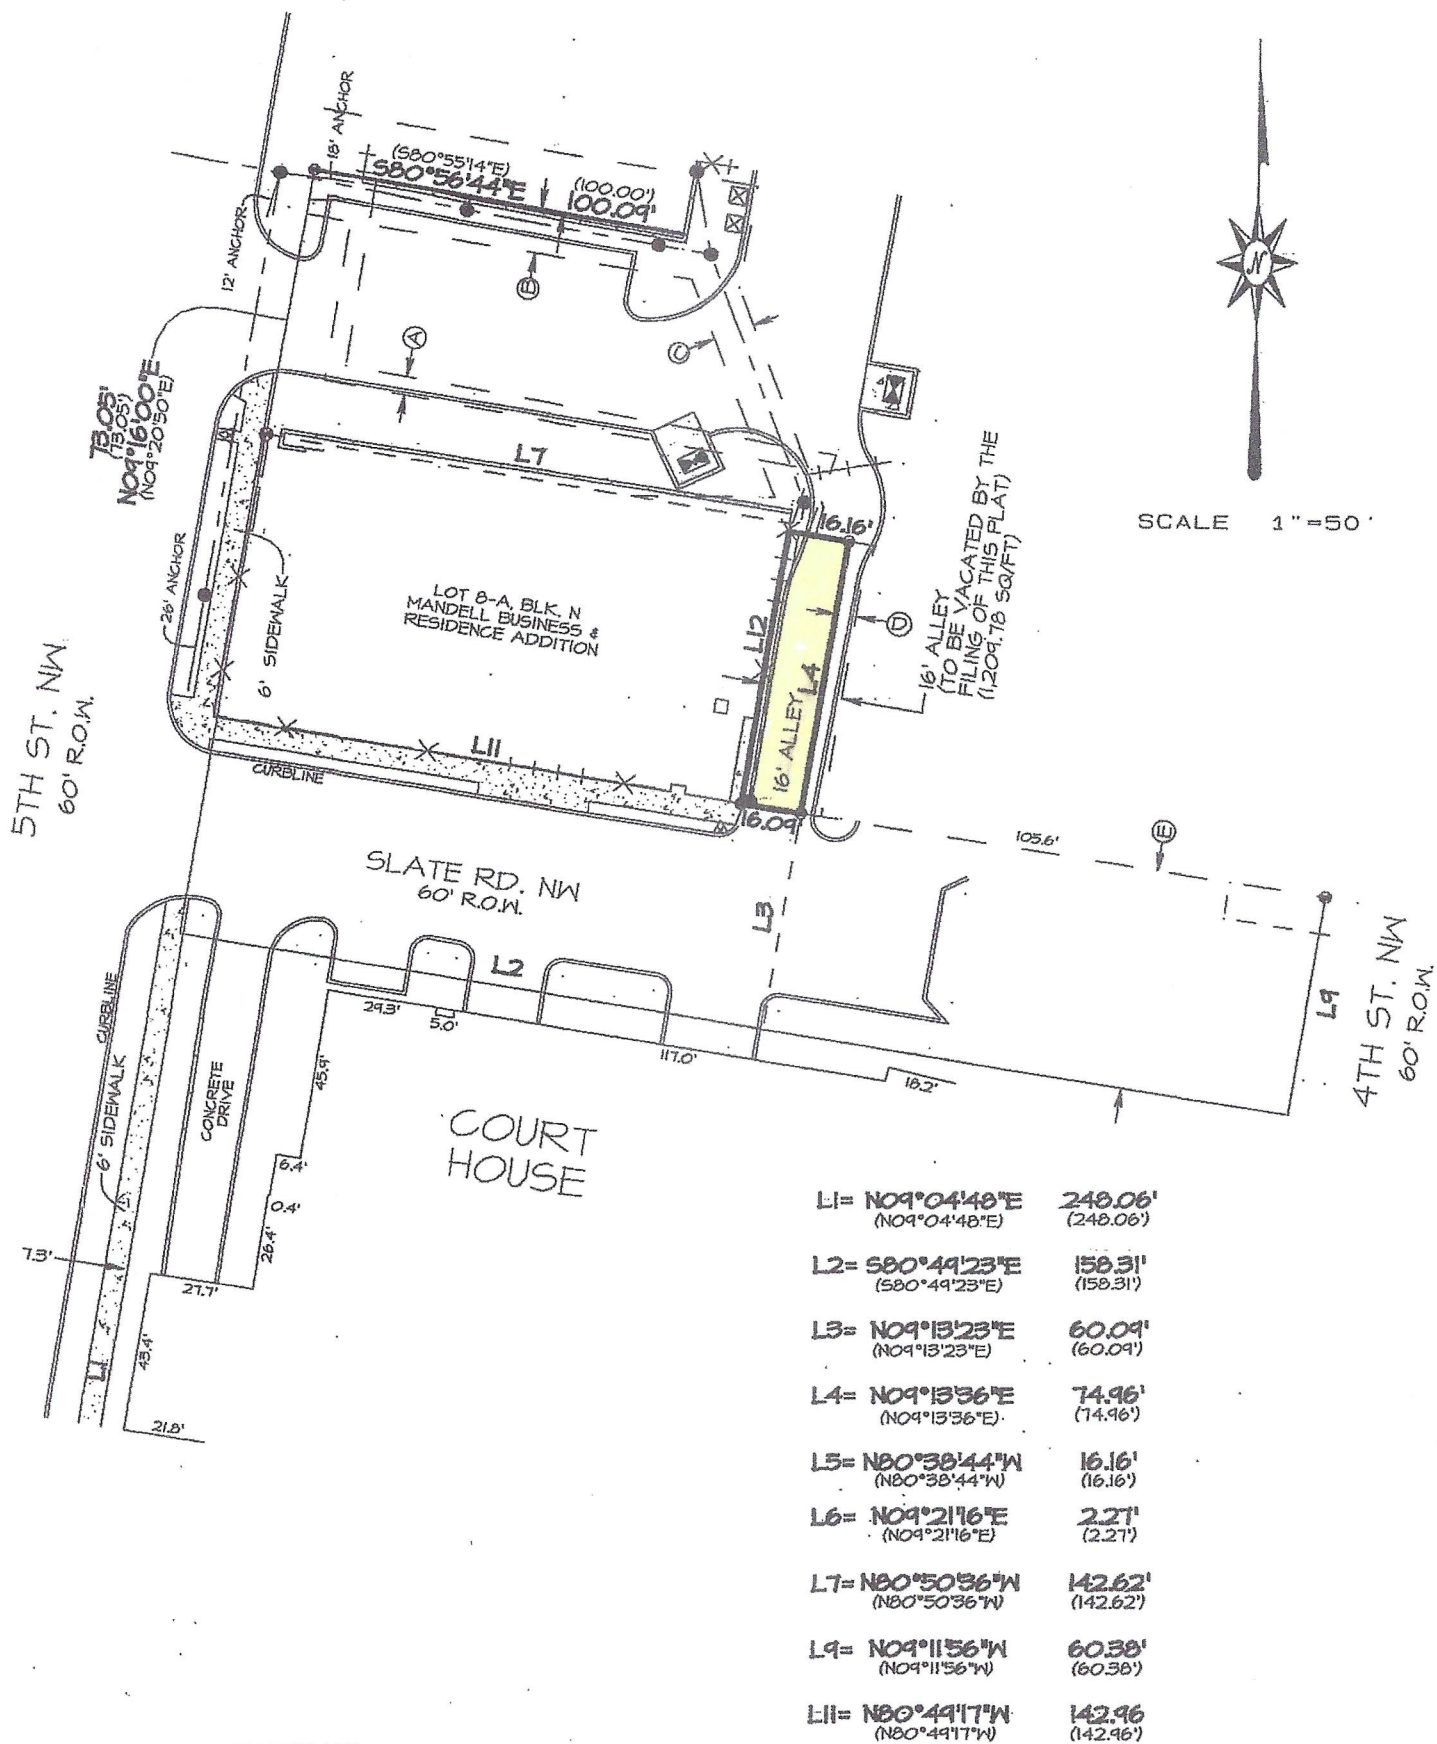 18' ANCHOR
(S80°55'14"E)
S80°56'44"E
(100.00')
100.09'
12' ANCHOR
B
A
C
N
SCALE 1"=50'
73.05'
(73.05')
N09°16'00"E
(N09°20'50"E)
L7
16.16'
26' ANCHOR
6' SIDEWALK
LOT 8-A, BLK. N
MANDELL BUSINESS &
RESIDENCE ADDITION
L12
L4
16' ALLEY
D
16' ALLEY
(TO BE VACATED BY THE
FILING OF THIS PLAT)
(1,209.78 SQ/FT)
5TH ST. NW
60' R.O.W.
L11
CURBLINE
16.09'
105.6'
E
SLATE RD. NW
60' R.O.W.
L3
L2
4TH ST. NW
60' R.O.W.
L9
CURBLINE
6' SIDEWALK
CONCRETE
DRIVE
29.3'
5.0'
117.0'
18.2'
45.9'
COURT
HOUSE
6.4'
0.4'
26.4'
7.3'
27.7'
43.4'
L1
21.8'
L1= N09°04'48"E 248.06'
(N09°04'48"E) (248.06')
L2= S80°49'23"E 158.31'
(S80°49'23"E) (158.31')
L3= N09°13'23"E 60.09'
(N09°13'23"E) (60.09')
L4= N09°13'36"E 74.96'
(N09°13'36"E) (74.96')
L5= N80°38'44"W 16.16'
(N80°38'44"W) (16.16')
L6= N09°21'16"E 2.27'
(N09°21'16"E) (2.27')
L7= N80°50'36"W 142.62'
(N80°50'36"W) (142.62')
L9= N09°11'56"W 60.38'
(N09°11'56"W) (60.38')
L11= N80°49'17"W 142.96
(N80°49'17"W) (142.96')